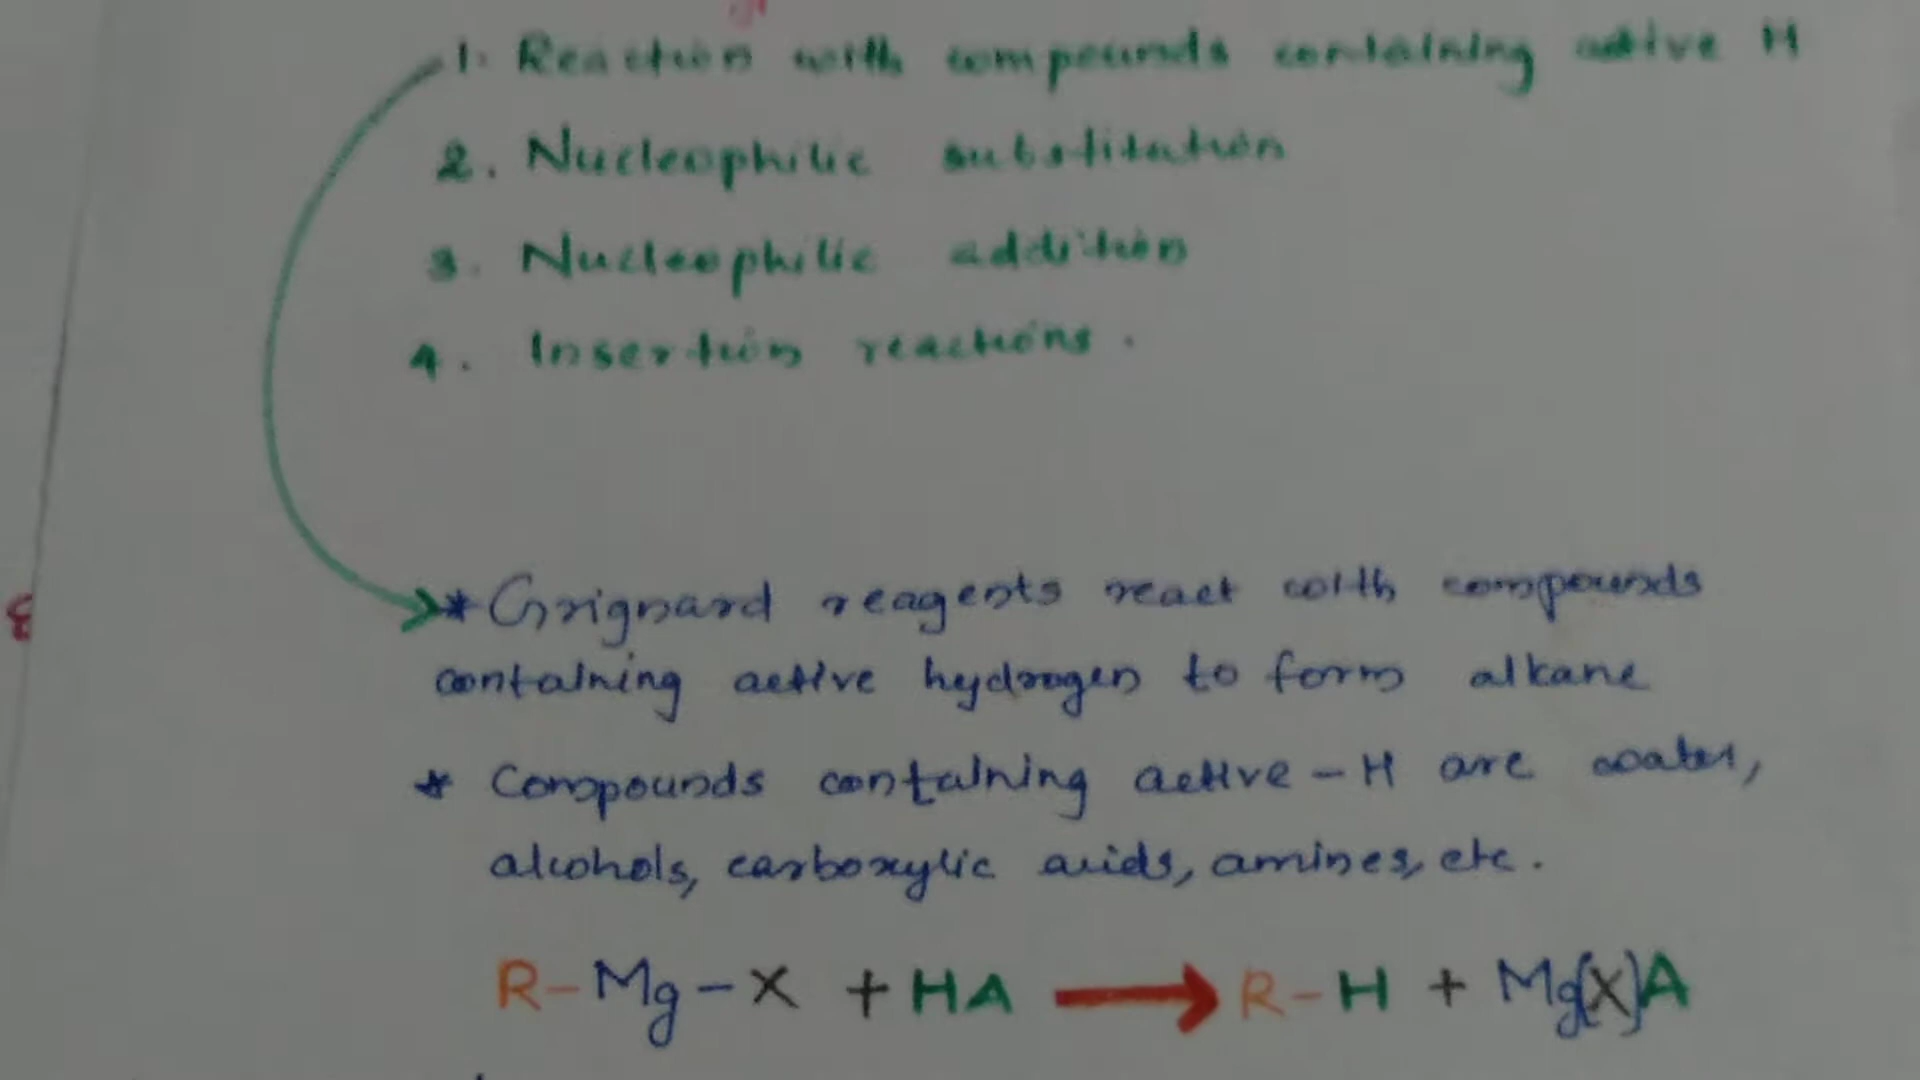 1. Reaction with compounds containing active H
2. Nucleophilic substitution
3. Nucleophilic addition
4. Insertion reactions.
* Grignard reagents react with compounds
containing active hydrogen to form alkane
* Compounds containing active - H are water,
alcohols, carboxylic acids, amines, etc.
R - Mg - X + HA → R - H + Mg(X)A